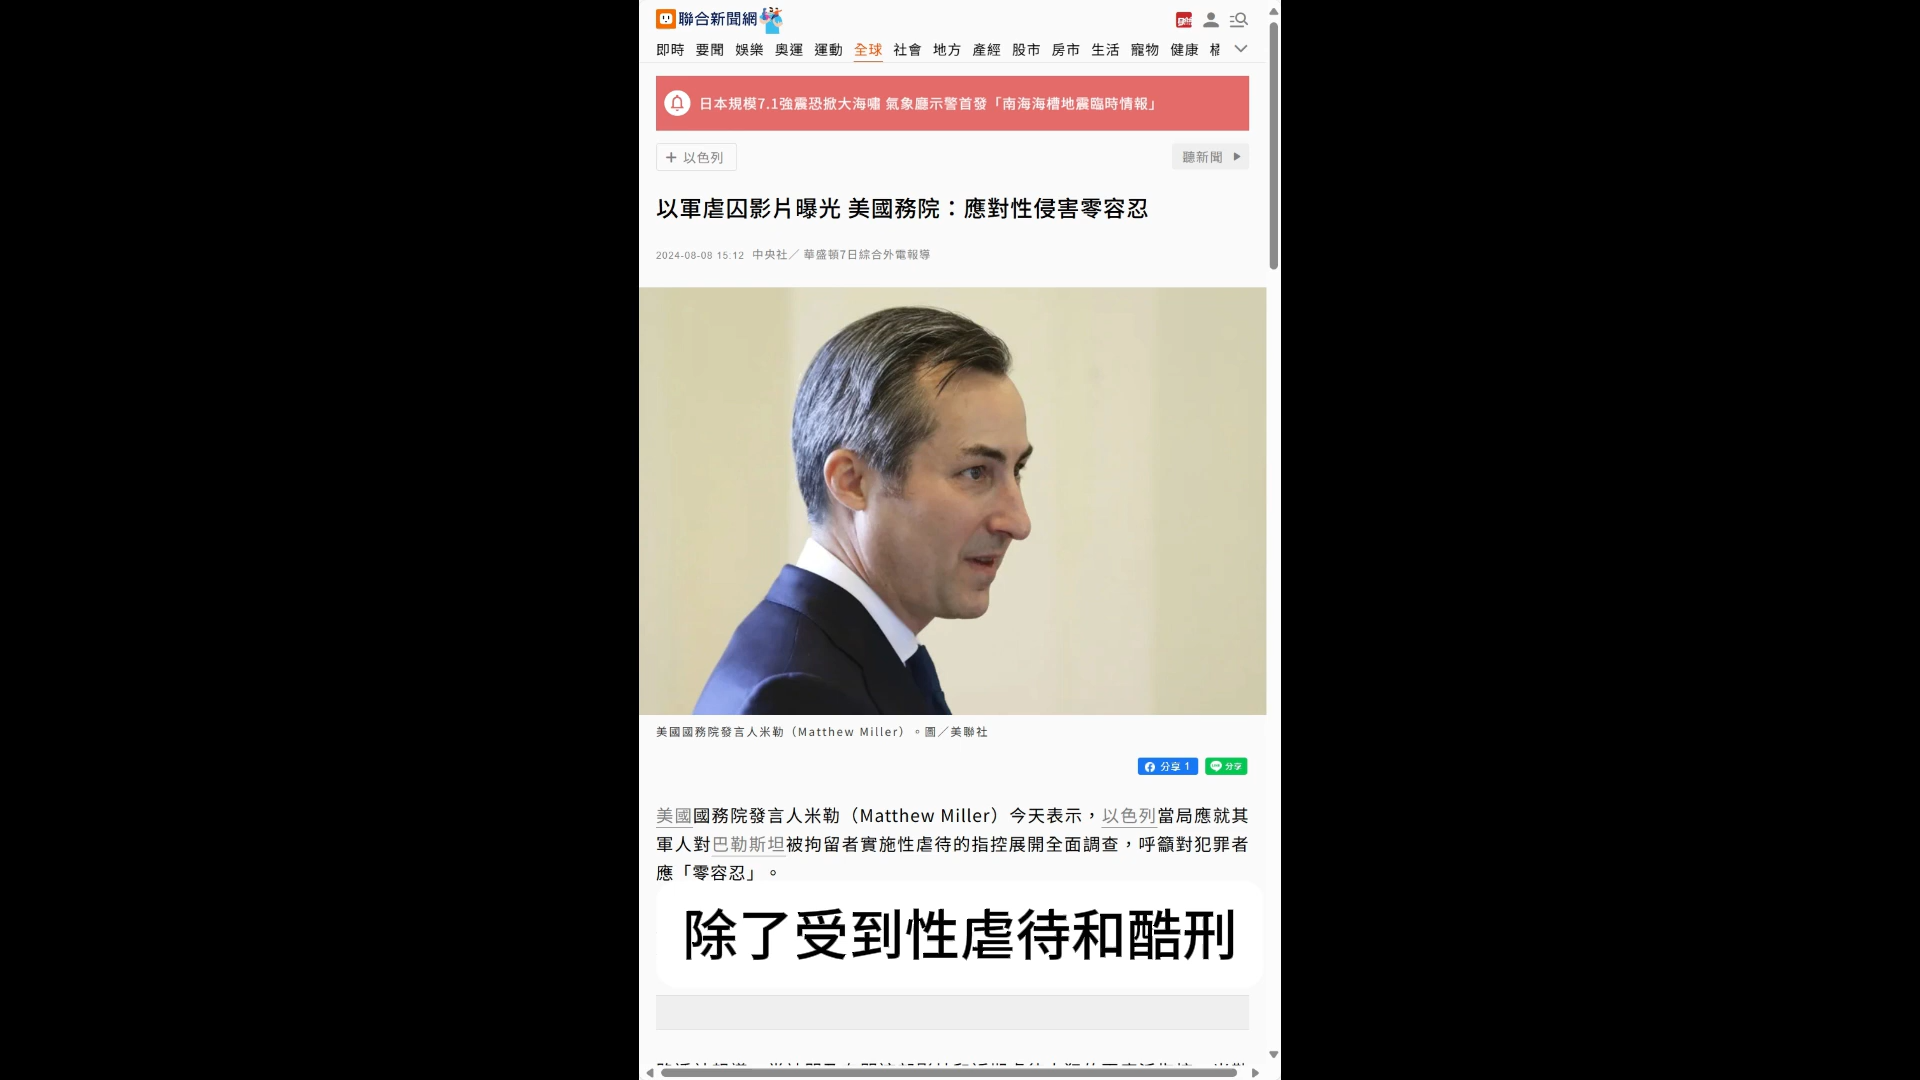 聯合新聞網
即時 要聞 娛樂 奧運 運動 全球 社會 地方 產經 股市 房市 生活 寵物 健康
日本規模7.1強震恐掀大海嘯 氣象廳示警首發「南海海槽地震臨時情報」
+ 以色列
聽新聞
以軍虐囚影片曝光 美國務院：應對性侵害零容忍
2024-08-08 15:12 中央社／ 華盛頓7日綜合外電報導
美國國務院發言人米勒（Matthew Miller）。圖／美聯社
分享 1
分享
美國國務院發言人米勒（Matthew Miller）今天表示，以色列當局應就其
軍人對巴勒斯坦被拘留者實施性虐待的指控展開全面調查，呼籲對犯罪者
應「零容忍」。
除了受到性虐待和酷刑